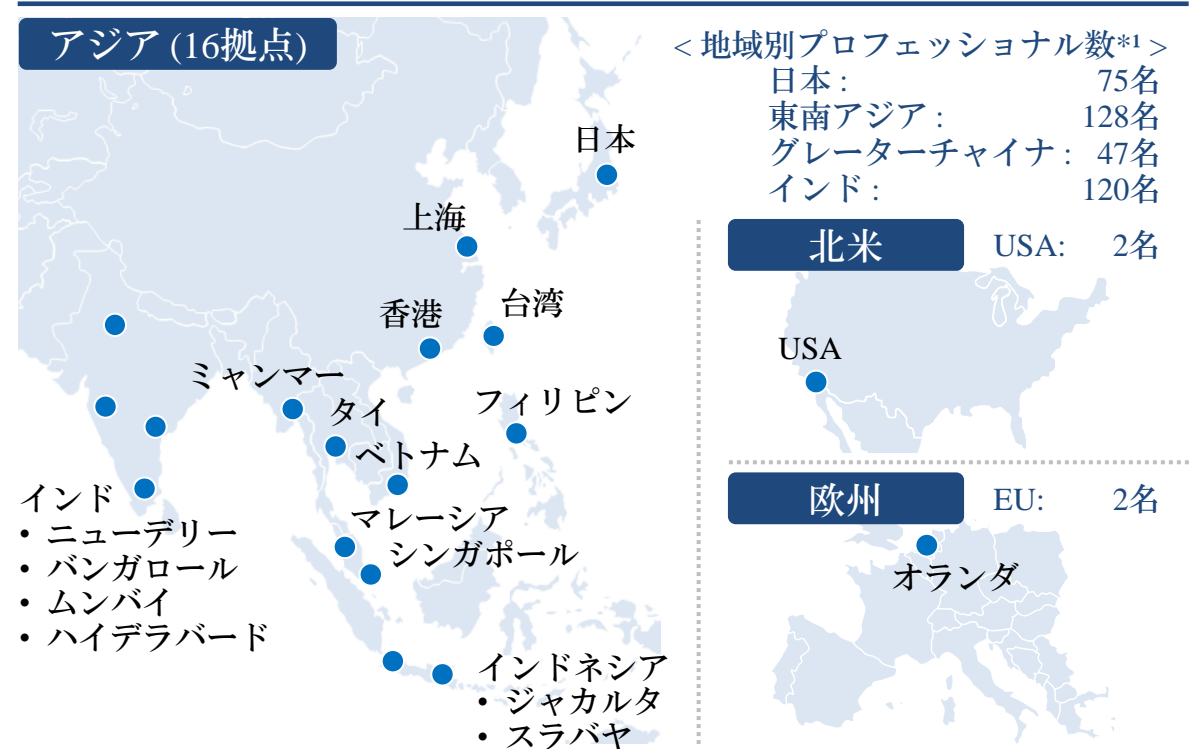 アジア (16拠点)
< 地域別プロフェッショナル数*¹ >
日本 : 75名
東南アジア : 128名
グレーターチャイナ : 47名
インド : 120名
日本
上海
香港
台湾
ミャンマー
タイ
フィリピン
ベトナム
マレーシア
シンガポール
インド
・ ニューデリー
・ バンガロール
・ ムンバイ
・ ハイデラバード
インドネシア
・ ジャカルタ
・ スラバヤ
北米 USA: 2名
USA
欧州 EU: 2名
オランダ